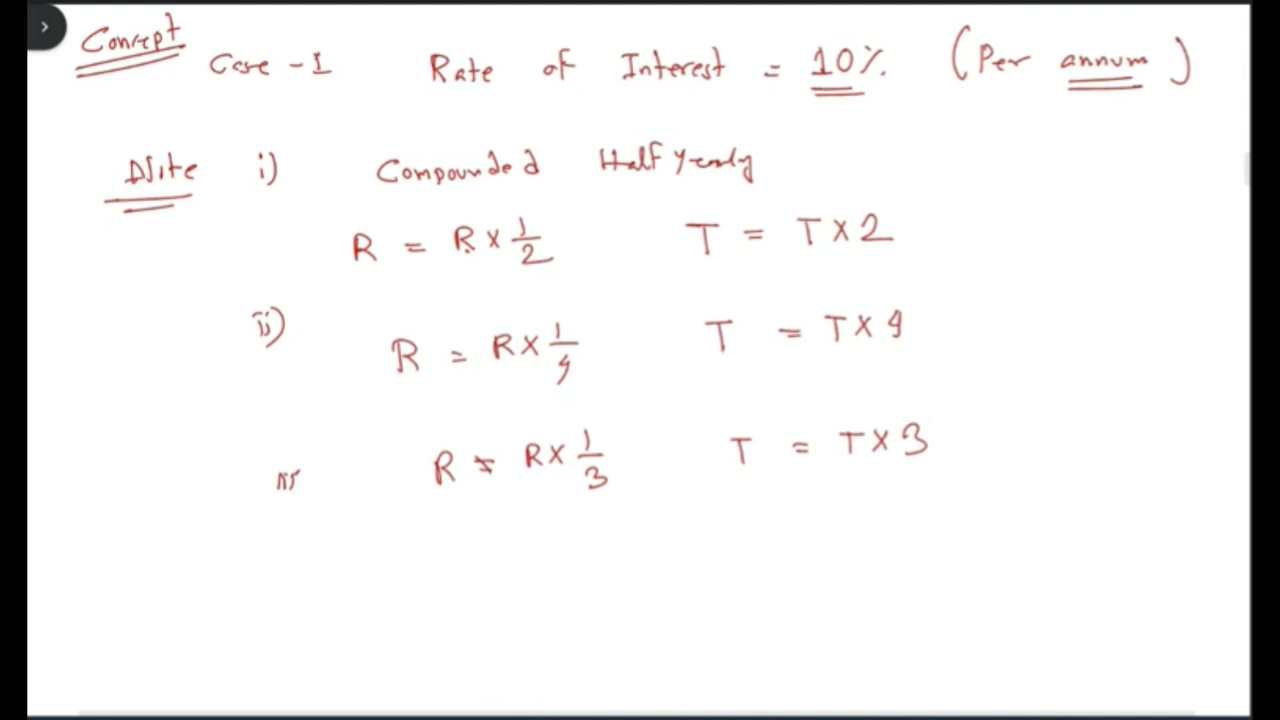 Concept
Case - I Rate of Interest = 10% (Per annum)
Note i) Compounded Half Yearly
R = R × 1/2 T = T × 2
ii)
R = R × 1/4 T = T × 4
R = R × 1/3 T = T × 3